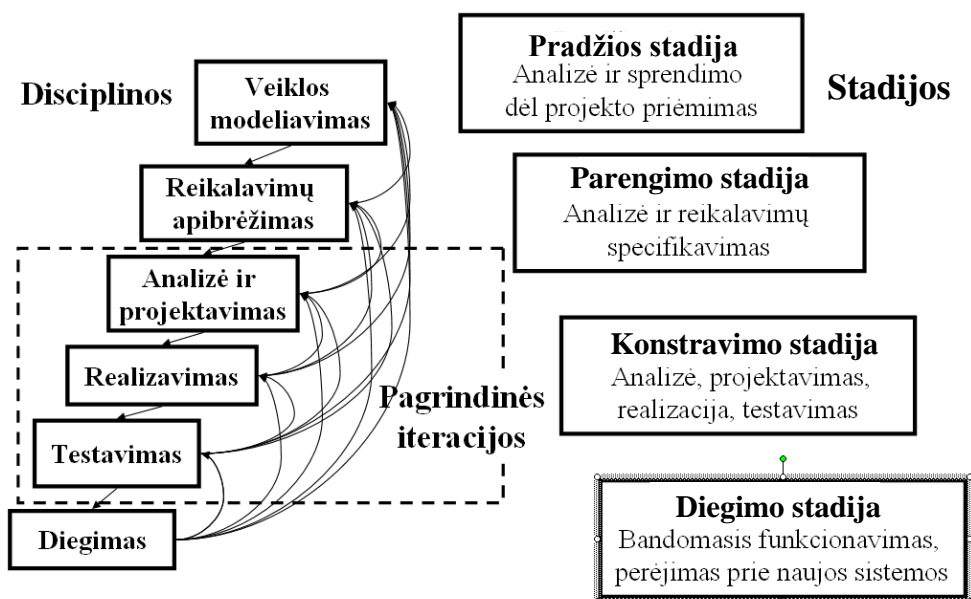 Disciplinos
Veiklos
modeliavimas
Reikalavimų
apibrėžimas
Analizė ir
projektavimas
Realizavimas
Testavimas
Diegimas
Pagrindinės
iteracijos
Stadijos
Pradžios stadija
Analizė ir sprendimo
dėl projekto priėmimas
Parengimo stadija
Analizė ir reikalavimų
specifikavimas
Konstravimo stadija
Analizė, projektavimas,
realizacija, testavimas
Diegimo stadija
Bandomasis funkcionavimas,
perėjimas prie naujos sistemos